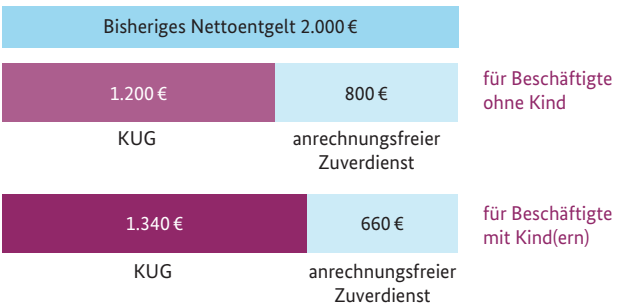 Bisheriges Nettoentgelt 2.000 €
1.200 €
800 €
für Beschäftigte
ohne Kind
KUG
anrechnungsfreier
Zuverdienst
1.340 €
660 €
für Beschäftigte
mit Kind(ern)
KUG
anrechnungsfreier
Zuverdienst